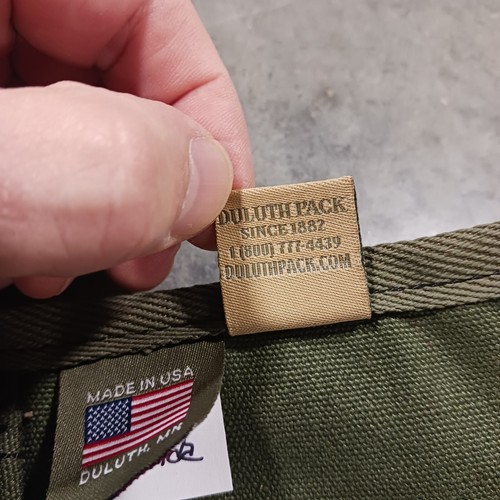 DULUTH PACK
SINCE 1882
1 (800) 777-4439
DULUTHPACK.COM
MADE IN USA
DULUTH, MN